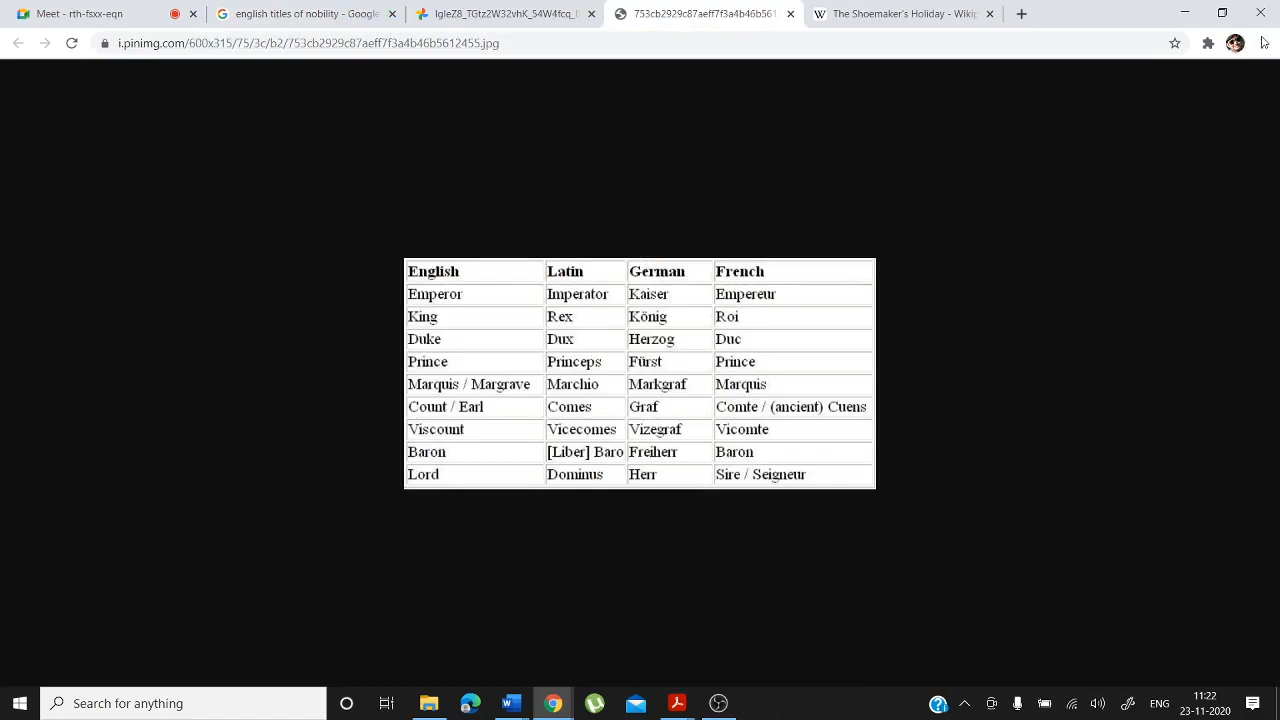 Meet - rth-fsxx-eqn
english titles of nobility - Google
753cb2929c87aeff7f3a4b46b561
The Shoemaker's Holiday - Wikip
i.pinimg.com/600x315/75/3c/b2/753cb2929c87aeff7f3a4b46b5612455.jpg
English Latin German French
Emperor Imperator Kaiser Empereur
King Rex König Roi
Duke Dux Herzog Duc
Prince Princeps Fürst Prince
Marquis / Margrave Marchio Markgraf Marquis
Count / Earl Comes Graf Comte / (ancient) Cuens
Viscount Vicecomes Vizegraf Vicomte
Baron [Liber] Baro Freiherr Baron
Lord Dominus Herr Sire / Seigneur
Search for anything
ENG
11:22
23-11-2020